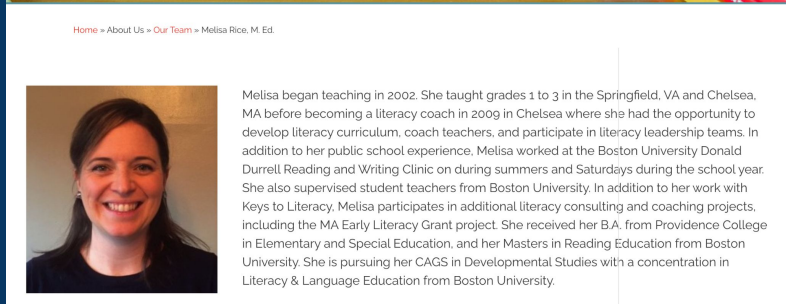 Home » About Us » Our Team » Melisa Rice, M. Ed.
Melisa began teaching in 2002. She taught grades 1 to 3 in the Springfield, VA and Chelsea,
MA before becoming a literacy coach in 2009 in Chelsea where she had the opportunity to
develop literacy curriculum, coach teachers, and participate in literacy leadership teams. In
addition to her public school experience, Melisa worked at the Boston University Donald
Durrell Reading and Writing Clinic on during summers and Saturdays during the school year.
She also supervised student teachers from Boston University. In addition to her work with
Keys to Literacy, Melisa participates in additional literacy consulting and coaching projects,
including the MA Early Literacy Grant project. She received her B.A. from Providence College
in Elementary and Special Education, and her Masters in Reading Education from Boston
University. She is pursuing her CAGS in Developmental Studies with a concentration in
Literacy & Language Education from Boston University.